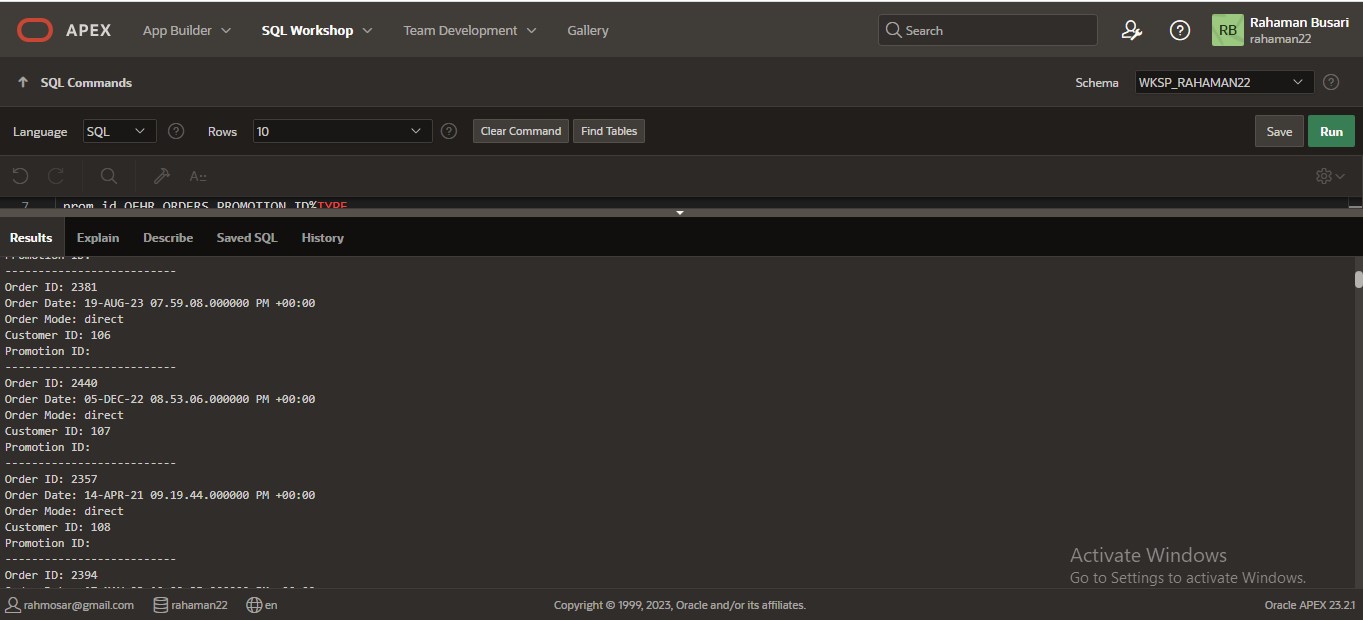 APEX App Builder SQL Workshop Team Development Gallery Search RB Rahaman Busari
rahaman22
SQL Commands Schema WKSP_RAHAMAN22
Language SQL Rows 10 Clear Command Find Tables Save Run
A::
7 prom_id OEHR_ORDERS.PROMOTION_ID%TYPE
Results Explain Describe Saved SQL History
Promotion ID:
--------------------------
Order ID: 2381
Order Date: 19-AUG-23 07.59.08.000000 PM +00:00
Order Mode: direct
Customer ID: 106
Promotion ID:
--------------------------
Order ID: 2440
Order Date: 05-DEC-22 08.53.06.000000 PM +00:00
Order Mode: direct
Customer ID: 107
Promotion ID:
--------------------------
Order ID: 2357
Order Date: 14-APR-21 09.19.44.000000 PM +00:00
Order Mode: direct
Customer ID: 108
Promotion ID:
--------------------------
Order ID: 2394
Activate Windows
Go to Settings to activate Windows.
rahmosar@gmail.com rahaman22 en Copyright © 1999, 2023, Oracle and/or its affiliates. Oracle APEX 23.2.1